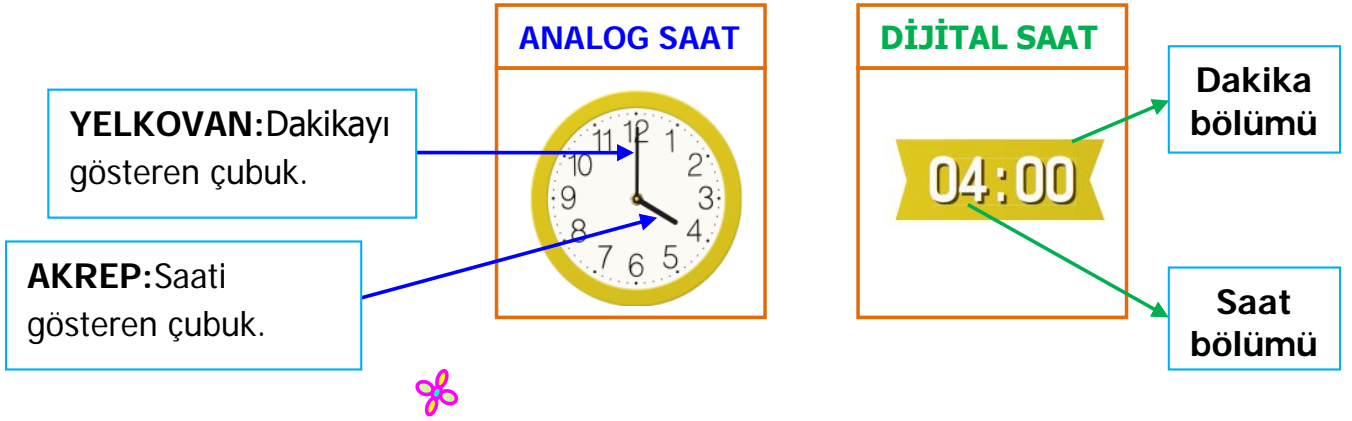 ANALOG SAAT
DİJİTAL SAAT
YELKOVAN:Dakikayı
gösteren çubuk.
AKREP:Saati
gösteren çubuk.
12
1
2
3
4
5
6
7
8
9
10
11
04:00
Dakika
bölümü
Saat
bölümü